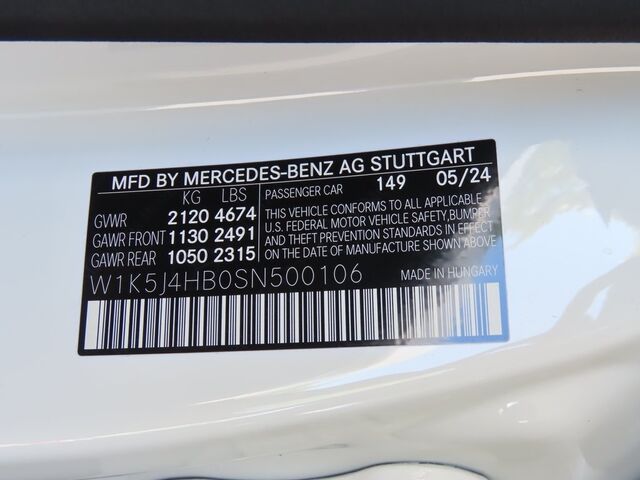 MFD BY MERCEDES-BENZ AG STUTTGART
KG LBS
GVWR 2120 4674
GAWR FRONT 1130 2491
GAWR REAR 1050 2315
PASSENGER CAR 149 05/24
THIS VEHICLE CONFORMS TO ALL APPLICABLE
U.S. FEDERAL MOTOR VEHICLE SAFETY, BUMPER
AND THEFT PREVENTION STANDARDS IN
EFFECT ON THE DATE OF MANUFACTURE
SHOWN ABOVE.
W1K5J4HB0SN500106
MADE IN HUNGARY